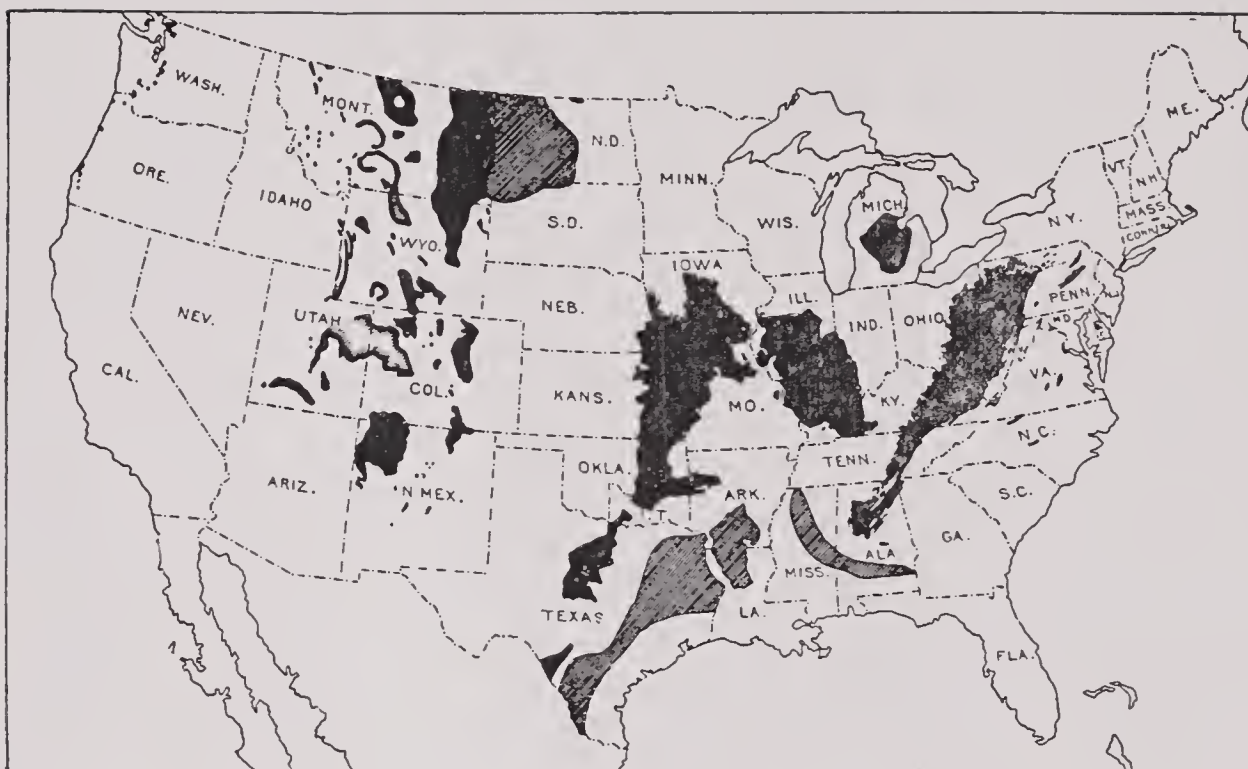 WASH.
MONT.
N.D.
MINN.
ME.
ORE.
IDAHO
S.D.
WIS.
MICH.
VT.
N.H.
MASS.
N.Y.
WYO.
IOWA
NEB.
NEV.
UTAH
ILL.
IND.
OHIO
PENN.
MD.
CAL.
COL.
KANS.
MO.
KY.
VA.
ARIZ.
N MEX.
OKLA.
I.T.
ARK.
TENN.
N.C.
S.C.
TEXAS
LA.
MISS.
ALA
GA.
FLA.